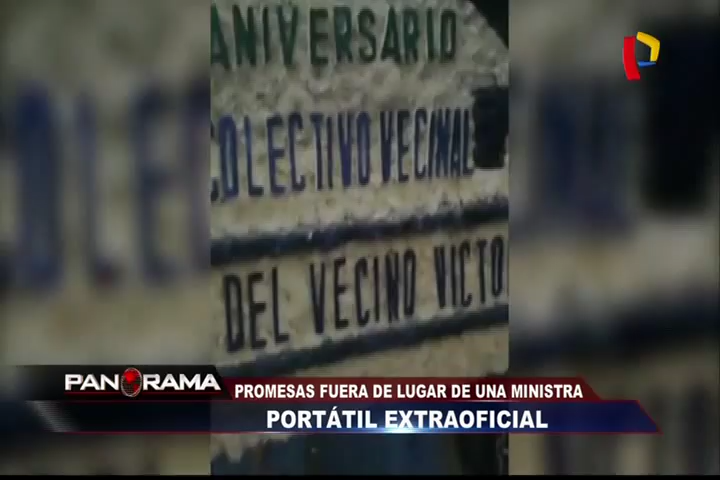 ANIVERSARIO
COLECTIVO VECINAL
DEL VECINO VICTO
PANORAMA
PROMESAS FUERA DE LUGAR DE UNA MINISTRA
PORTÁTIL EXTRAOFICIAL